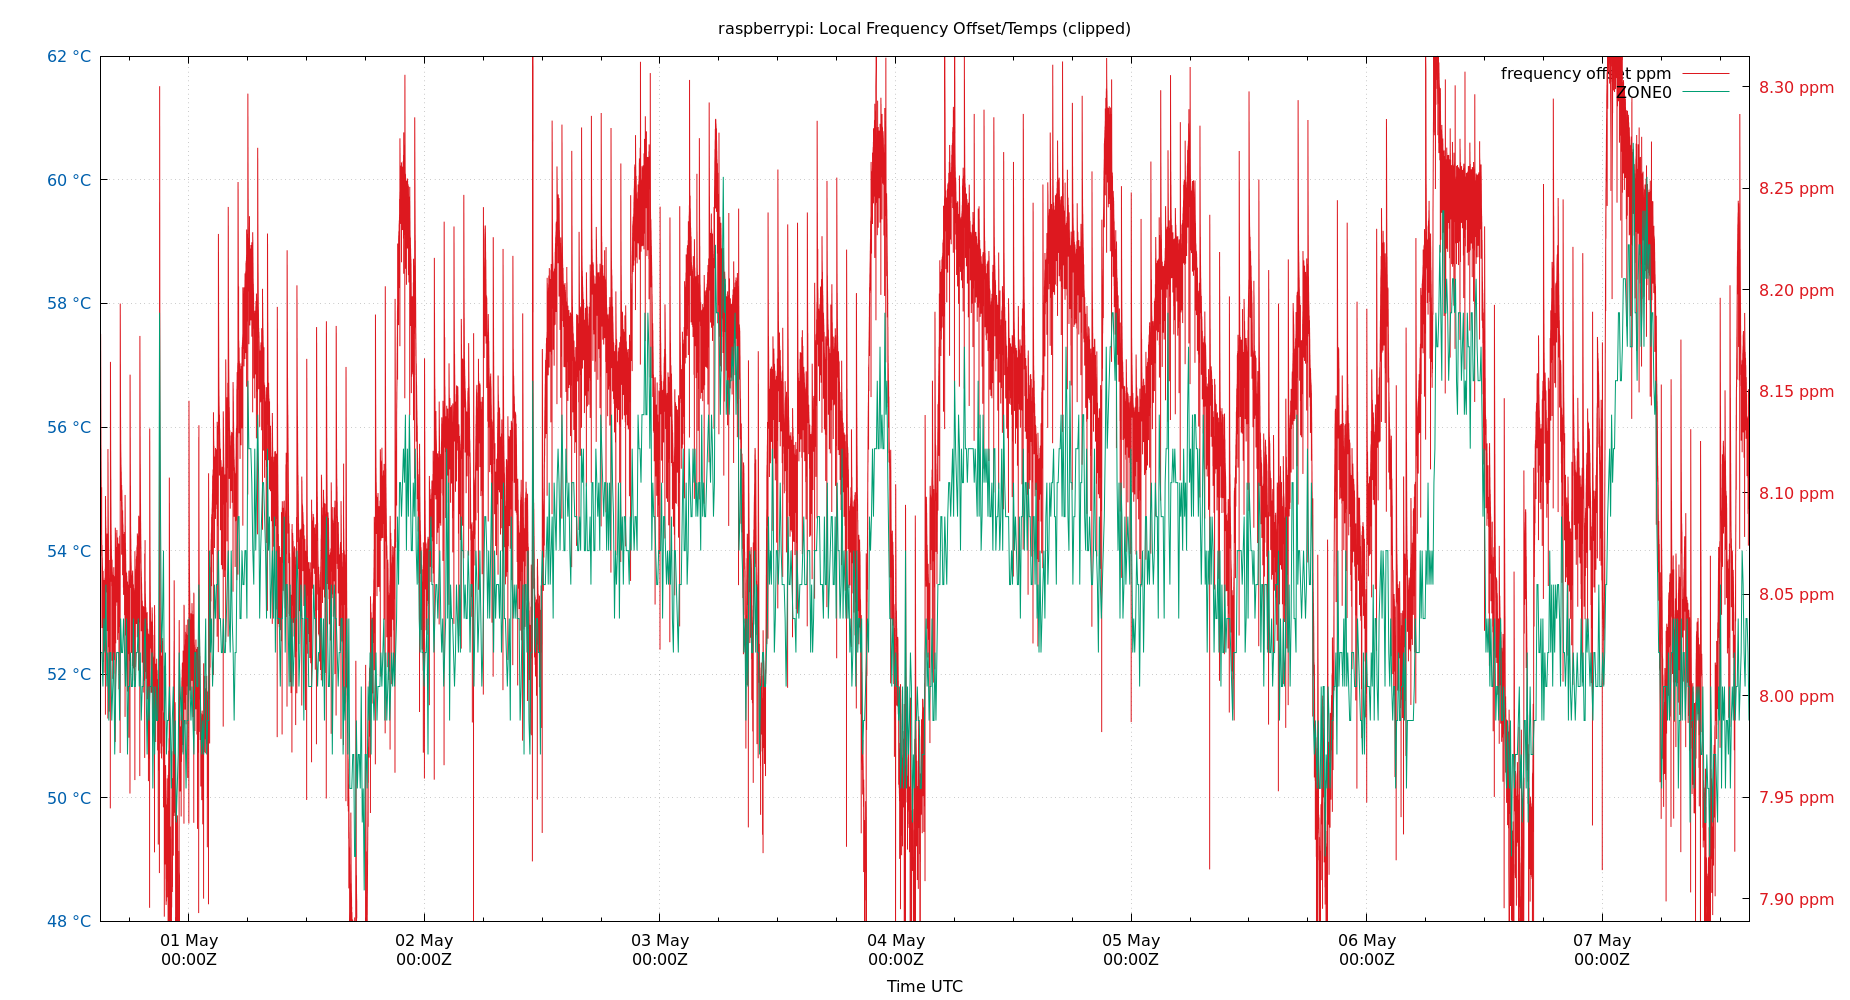 raspberrypi: Local Frequency Offset/Temps (clipped)
62 °C
60 °C
58 °C
56 °C
54 °C
52 °C
50 °C
48 °C
frequency offset ppm
ZONE0
8.30 ppm
8.25 ppm
8.20 ppm
8.15 ppm
8.10 ppm
8.05 ppm
8.00 ppm
7.95 ppm
7.90 ppm
01 May 02 May 03 May 04 May 05 May 06 May 07 May
00:00Z 00:00Z 00:00Z 00:00Z 00:00Z 00:00Z 00:00Z
Time UTC